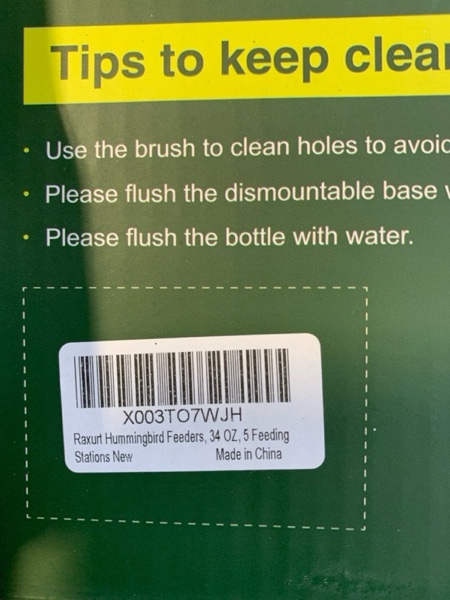 Tips to keep clea
• Use the brush to clean holes to avoid
• Please flush the dismountable base
• Please flush the bottle with water.
X003TO7WJH
Raxurt Hummingbird Feeders, 34 OZ, 5 Feeding
Stations New Made in China